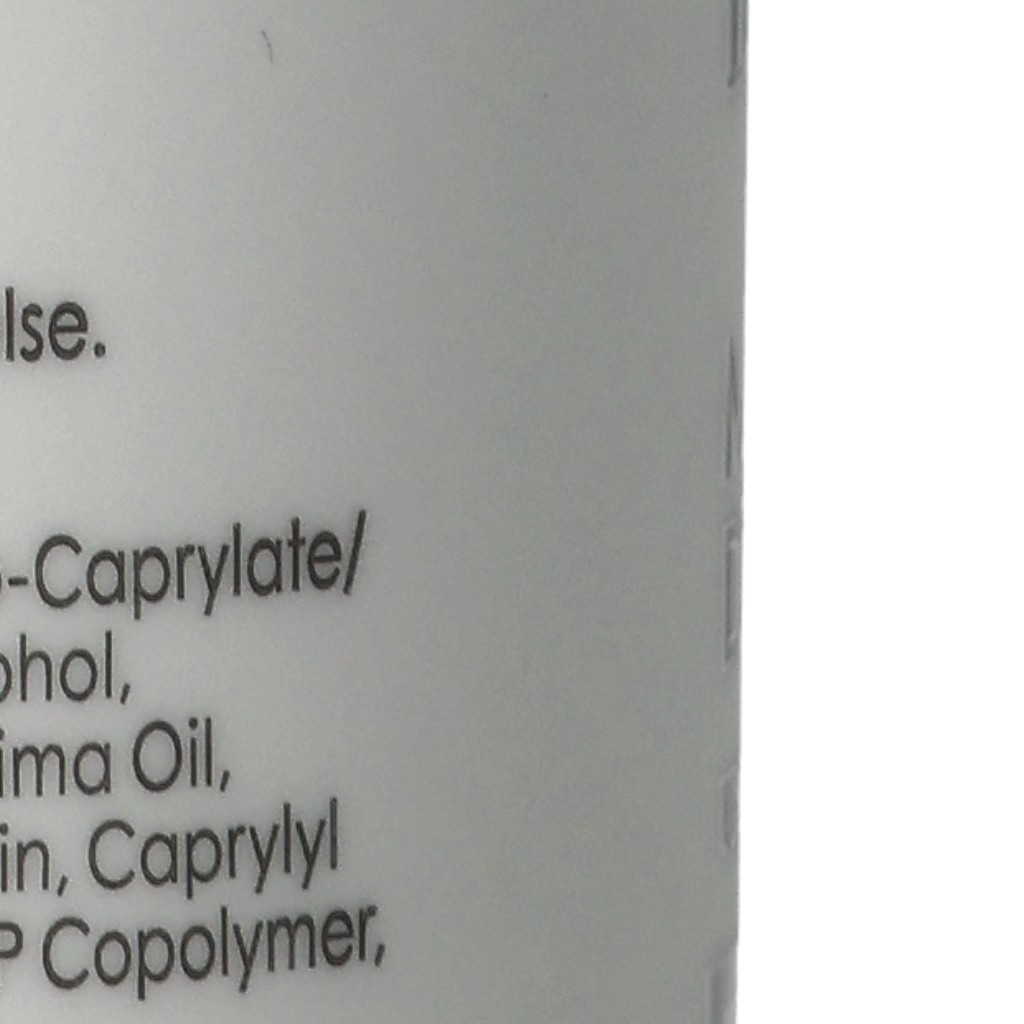 lse.
-Caprylate/
ohol,
ima Oil,
in, Caprylyl
P Copolymer,